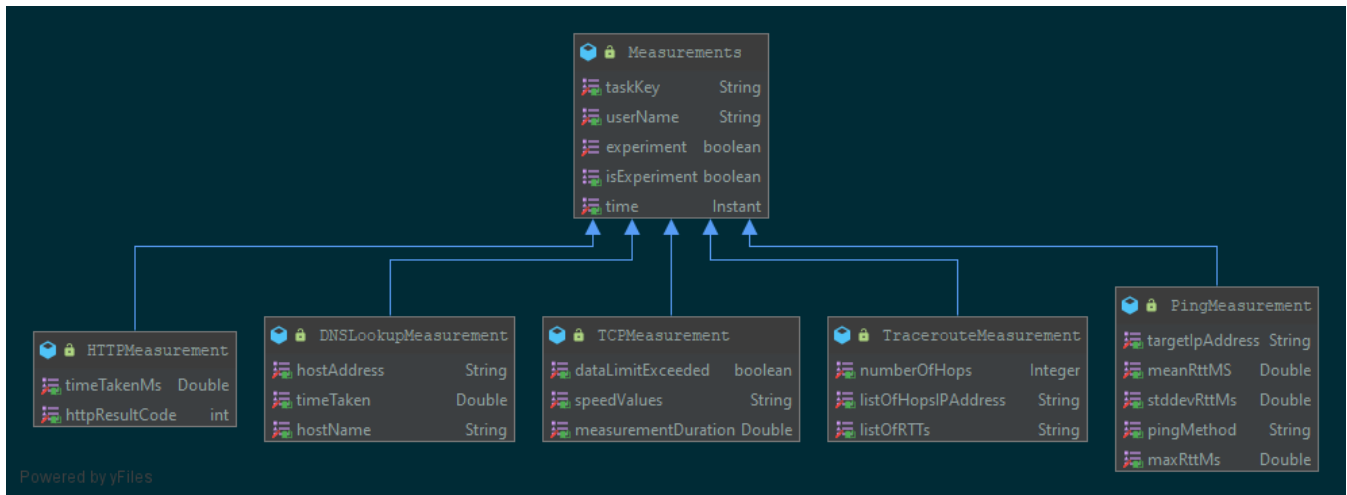 Measurements
taskKey String
userName String
experiment boolean
isExperiment boolean
time Instant
HTTPMeasurement
timeTakenMs Double
httpResultCode int
DNSLookupMeasurement
hostAddress String
timeTaken Double
hostName String
TCPMeasurement
dataLimitExceeded boolean
speedValues String
measurementDuration Double
TracerouteMeasurement
numberOfHops Integer
listOfHopsIPAddress String
listOfRTTs String
PingMeasurement
targetIpAddress String
meanRttMS Double
stddevRttMs Double
pingMethod String
maxRttMs Double
Powered by yFiles